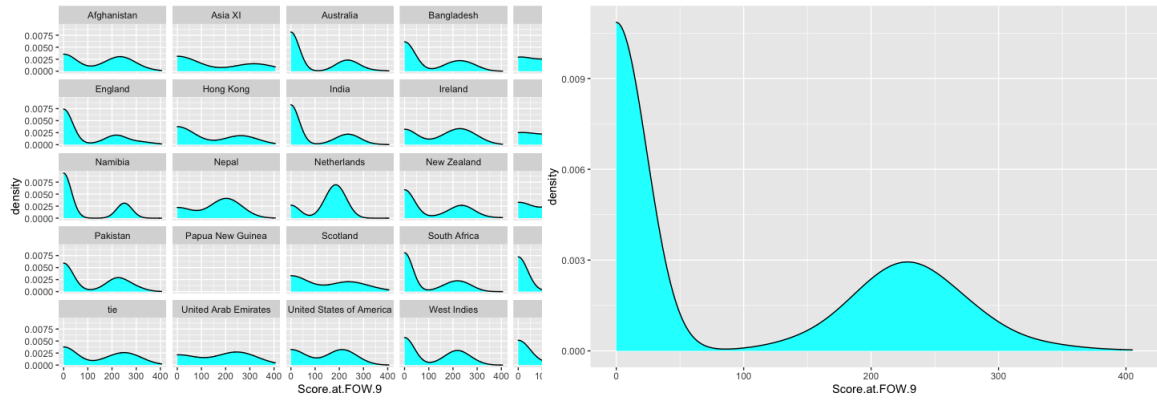 Afghanistan Asia XI Australia Bangladesh
0.0075
0.0050
0.0025
0.0000
England Hong Kong India Ireland
0.0075
0.0050
0.0025
0.0000
Namibia Nepal Netherlands New Zealand
0.0075
0.0050
0.0025
0.0000
Pakistan Papua New Guinea Scotland South Africa
0.0075
0.0050
0.0025
0.0000
tie United Arab Emirates United States of America West Indies
0.0075
0.0050
0.0025
0.0000
0 100 200 300 400 0 100 200 300 400 0 100 200 300 400 0 100 200 300 400 0
density
Score.at.FOW.9
0.009
0.006
0.003
0.000
0 100 200 300 400
density
Score.at.FOW.9